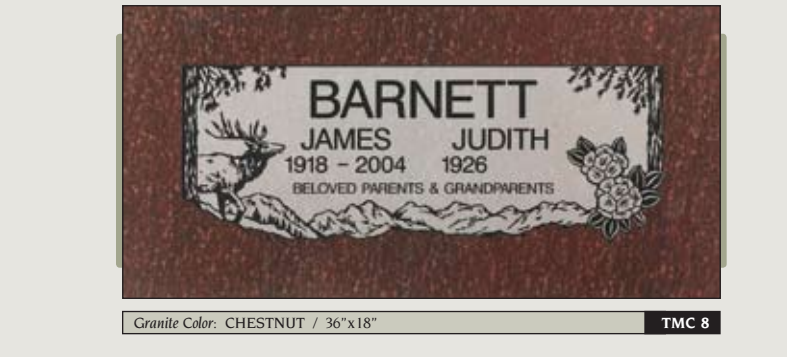 BARNETT
JAMES JUDITH
1918 - 2004 1926
BELOVED PARENTS & GRANDPARENTS
Granite Color: CHESTNUT / 36"x18" TMC 8